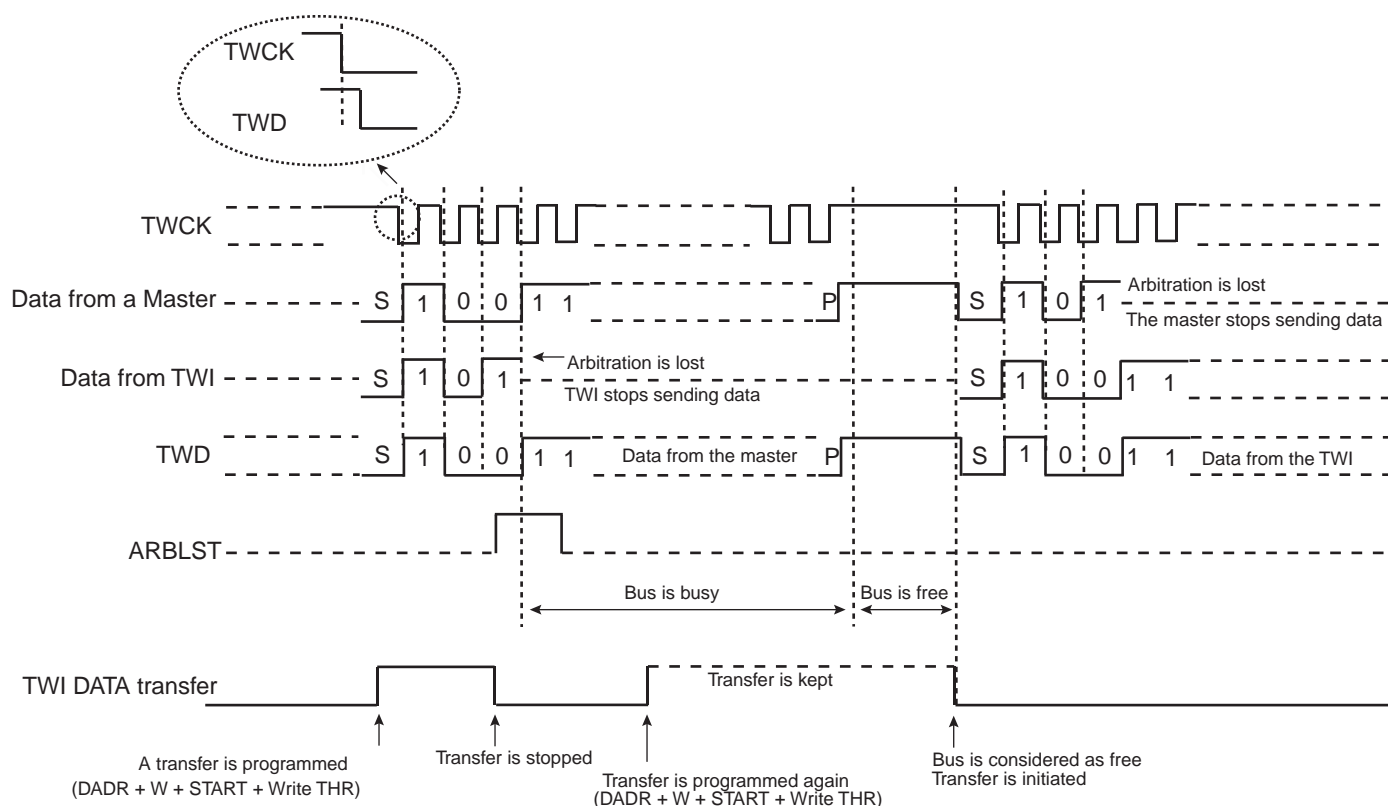 TWCK
TWD
TWCK
Data from a Master S 1 0 0 1 1 P S 1 0 1 Arbitration is lost
The master stops sending data
Data from TWI S 1 0 1 Arbitration is lost S 1 0 0 1 1
TWI stops sending data
TWD S 1 0 0 1 1 Data from the master P S 1 0 0 1 1 Data from the TWI
ARBLST
Bus is busy Bus is free
TWI DATA transfer Transfer is kept
A transfer is programmed
(DADR + W + START + Write THR)
Transfer is stopped
Transfer is programmed again
(DADR + W + START + Write THR)
Bus is considered as free
Transfer is initiated